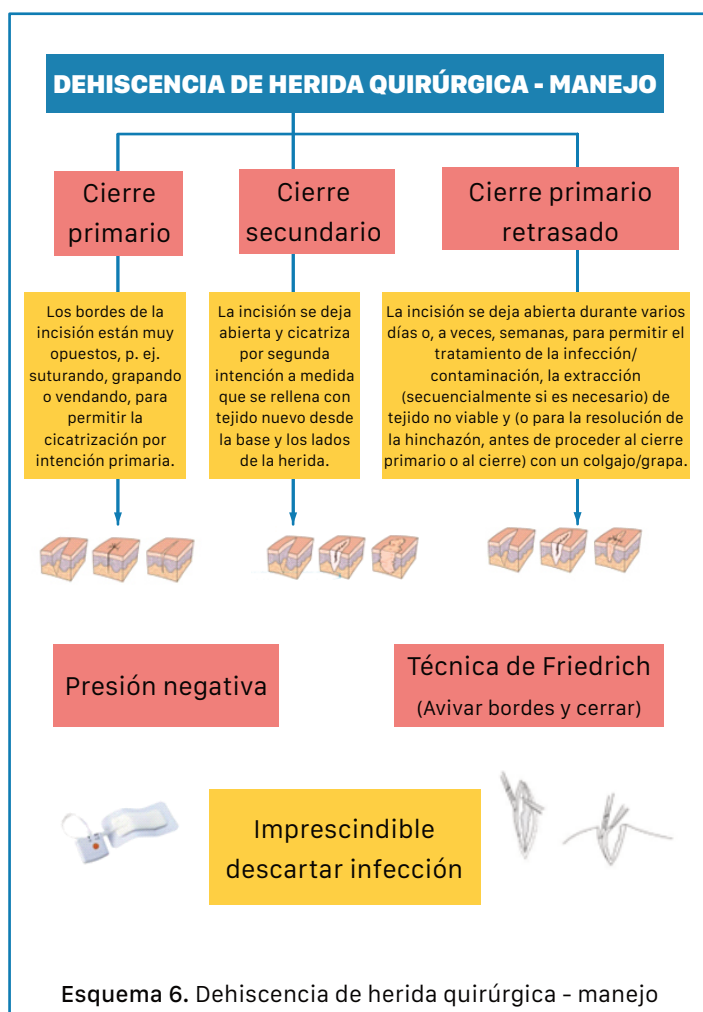 DEHISCENCIA DE HERIDA QUIRÚRGICA - MANEJO
Cierre
primario
Cierre
secundario
Cierre primario
retrasado
Los bordes de la
incisión están muy
opuestos, p. ej.
suturando, grapando
o vendando, para
permitir la
cicatrización por
intención primaria.
La incisión se deja
abierta y cicatriza
por segunda
intención a medida
que se rellena con
tejido nuevo desde
la base y los lados
de la herida.
La incisión se deja abierta durante varios
días o, a veces, semanas, para permitir el
tratamiento de la infección/
contaminación, la extracción
(secuencialmente si es necesario) de
tejido no viable y (o para la resolución de
la hinchazón, antes de proceder al cierre
primario o al cierre) con un colgajo/grapa.
Presión negativa
Técnica de Friedrich
(Avivar bordes y cerrar)
Imprescindible
descartar infección
Esquema 6. Dehiscencia de herida quirúrgica - manejo